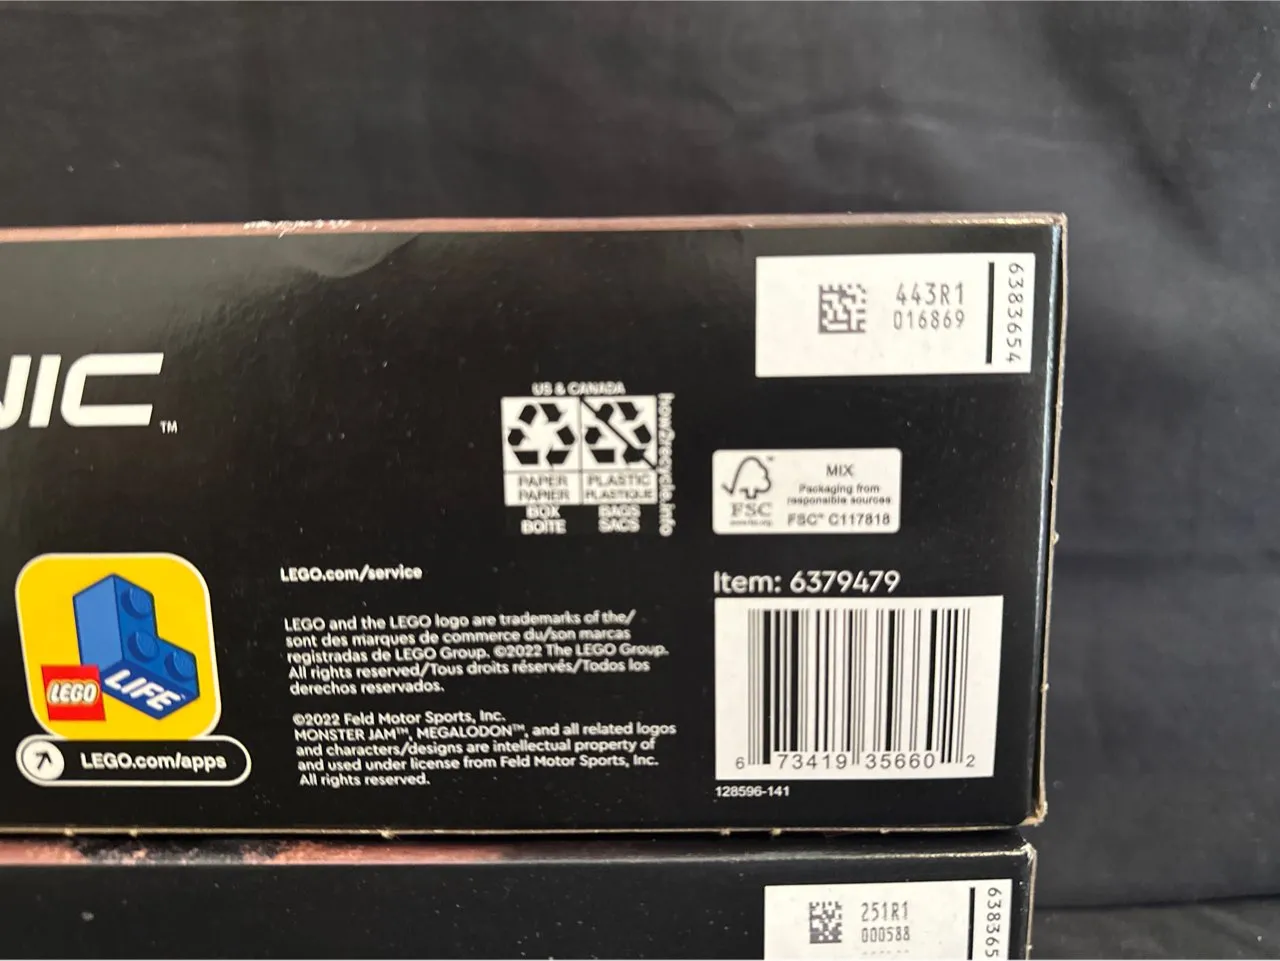 443R1
016869
6383654
NIC™
US & CANADA
PAPER
PAPIER
PLASTIC
PLASTIQUE
BOX
BOÎTE
BAGS
SACS
how2recycle.info
MIX
Packaging from
responsible sources
FSC™ C117818
FSC
www.fsc.org
Item: 6379479
6 73419 35660 2
128596-141
LEGO
LIFE
LEGO.com/apps
LEGO.com/service
LEGO and the LEGO logo are trademarks of the/
sont des marques de commerce du/son marcas
registradas de LEGO Group. ©2022 The LEGO Group.
All rights reserved/Tous droits réservés/Todos los
derechos reservados.
©2022 Feld Motor Sports, Inc.
MONSTER JAM™, MEGALODON™, and all related logos
and characters/designs are intellectual property of
and used under license from Feld Motor Sports, Inc.
All rights reserved.
251R1
000588
638365